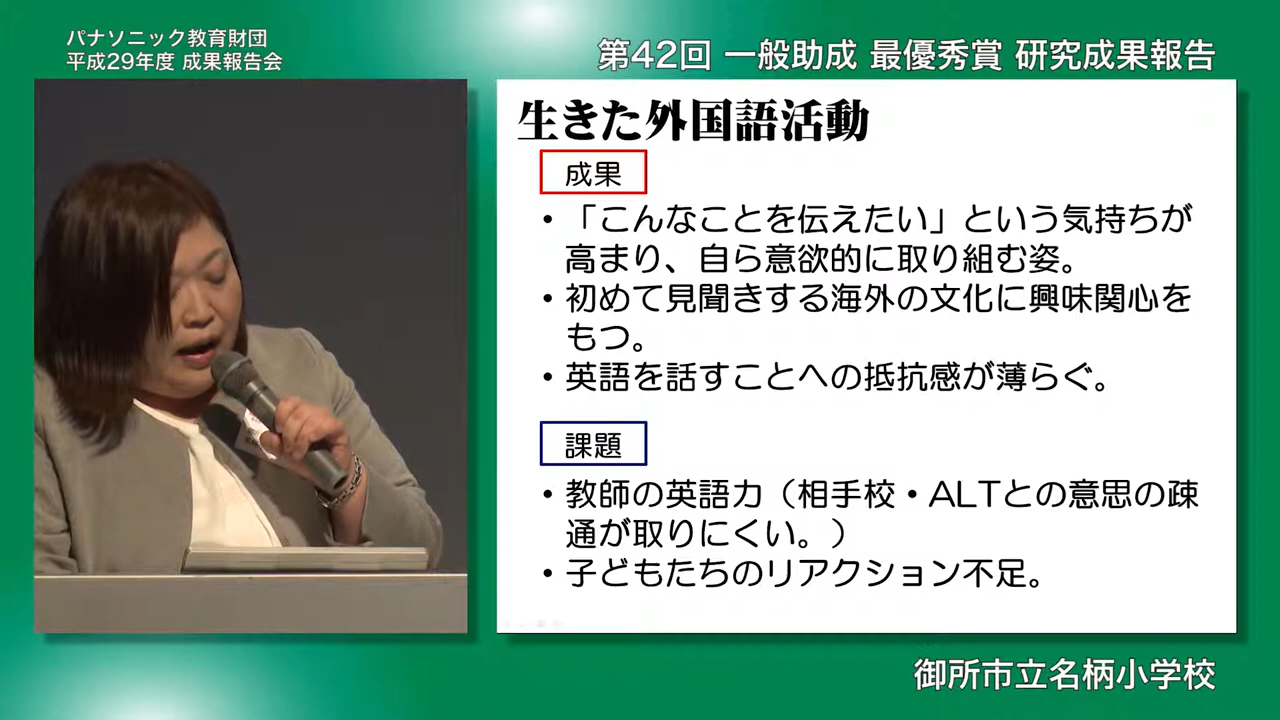 パナソニック教育財団
平成29年度 成果報告会
第42回 一般助成 最優秀賞 研究成果報告
生きた外国語活動
成果
・「こんなことを伝えたい」という気持ちが
高まり、自ら意欲的に取り組む姿。
・初めて見聞きする海外の文化に興味関心を
もつ。
・英語を話すことへの抵抗感が薄らぐ。
課題
・教師の英語力（相手校・ALTとの意思の疎
通が取りにくい。）
・子どもたちのリアクション不足。
御所市立名柄小学校